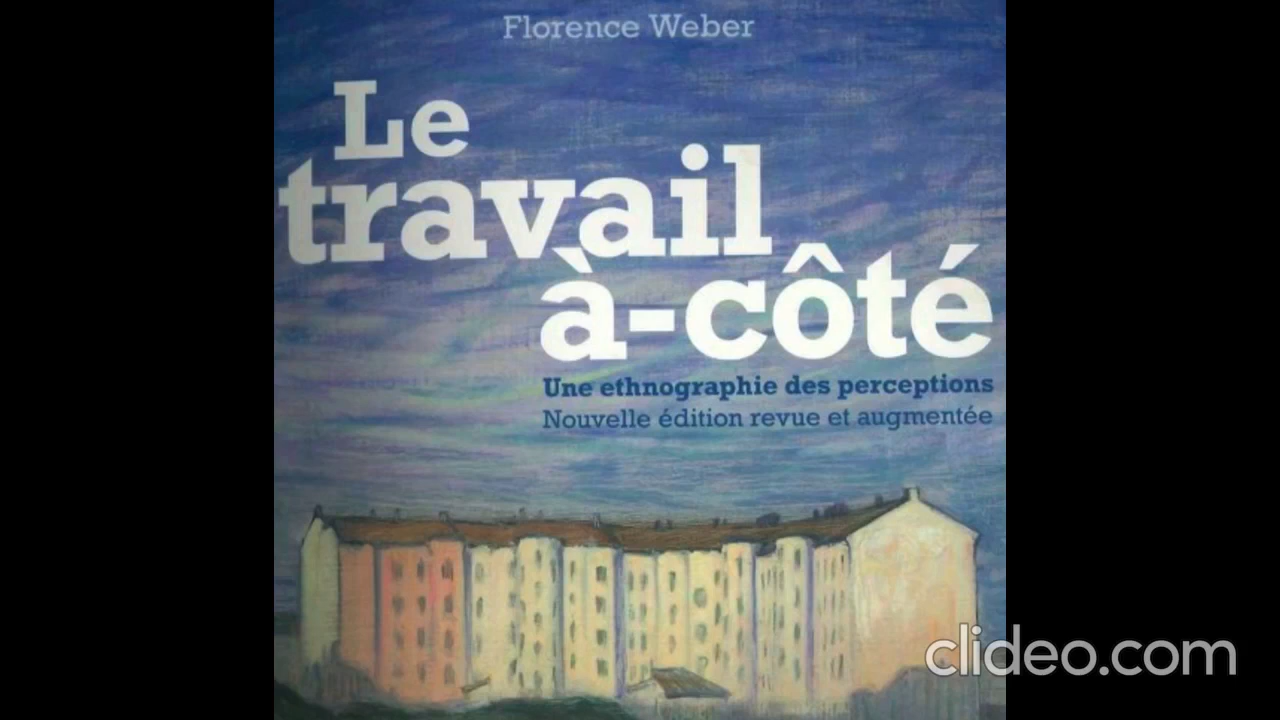 Florence Weber
Le
travail
à-côté
Une ethnographie des perceptions
Nouvelle édition revue et augmentée
clideo.com